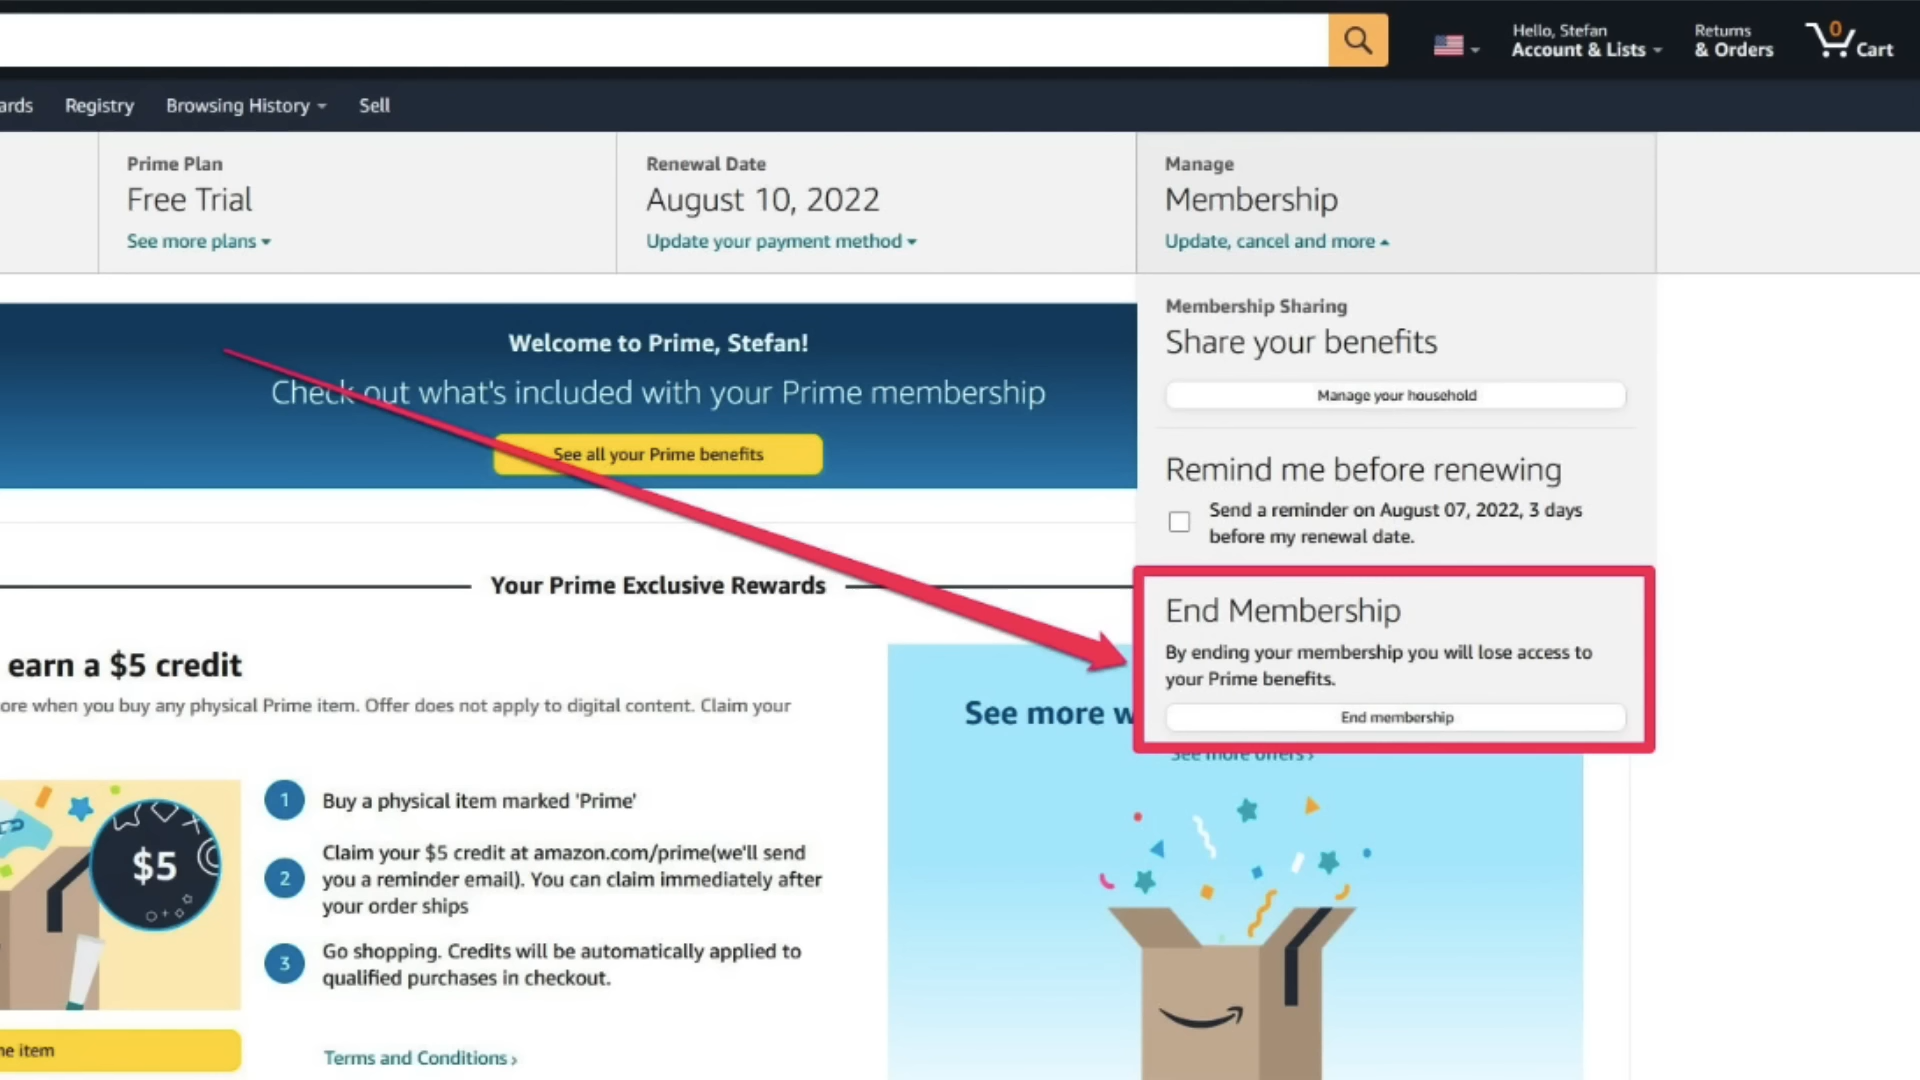 Hello, Stefan
Account & Lists
Returns
& Orders
0
Cart
Registry
Browsing History
Sell
Prime Plan
Free Trial
See more plans
Renewal Date
August 10, 2022
Update your payment method
Manage
Membership
Update, cancel and more
Welcome to Prime, Stefan!
Check out what's included with your Prime membership
See all your Prime benefits
Membership Sharing
Share your benefits
Manage your household
Remind me before renewing
Send a reminder on August 07, 2022, 3 days
before my renewal date.
End Membership
By ending your membership you will lose access to
your Prime benefits.
End membership
Your Prime Exclusive Rewards
earn a $5 credit
when you buy any physical Prime item. Offer does not apply to digital content. Claim your
$5
1 Buy a physical item marked 'Prime'
2 Claim your $5 credit at amazon.com/prime(we'll send
you a reminder email). You can claim immediately after
your order ships
3 Go shopping. Credits will be automatically applied to
qualified purchases in checkout.
Terms and Conditions ›
item
See more
See more offers ›